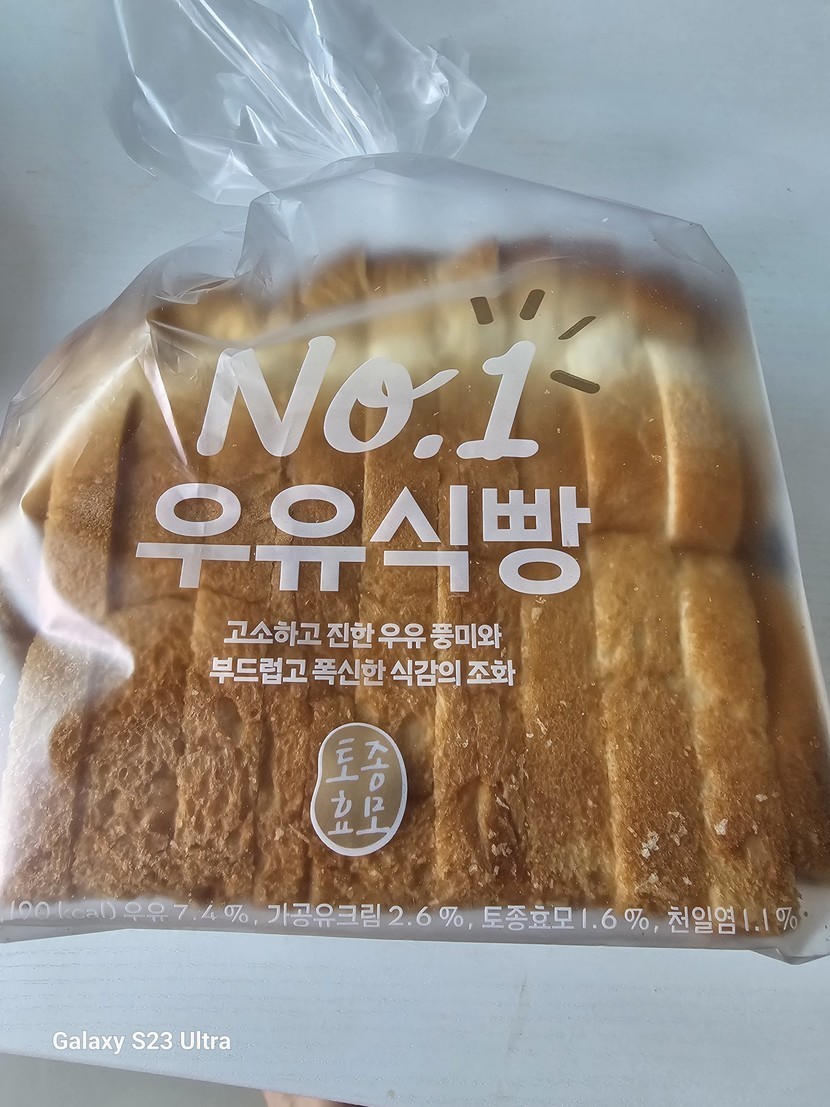 No.1
우유식빵
고소하고 진한 우유 풍미와
부드럽고 폭신한 식감의 조화
토종
효모
kcal) 우유 7.4 %, 가공유크림 2.6 %, 토종효모 1.6 %, 천일염 1.1 %
Galaxy S23 Ultra